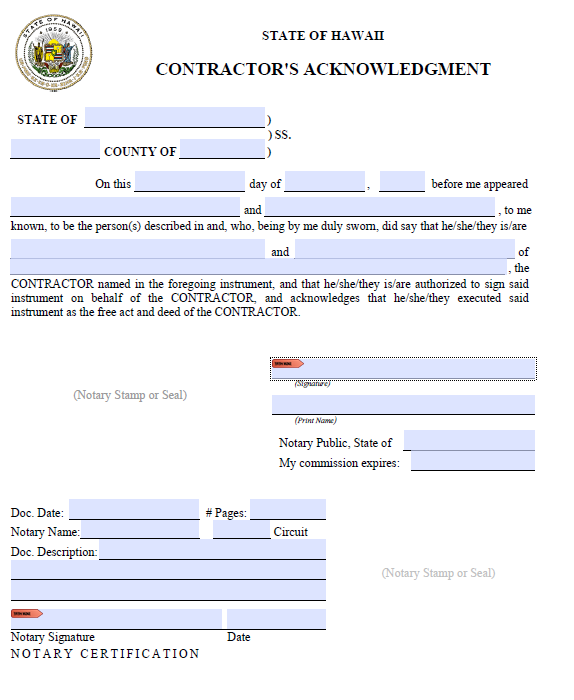 STATE OF HAWAII
1959
STATE OF HAWAII
CONTRACTOR'S ACKNOWLEDGMENT
STATE OF )
) SS.
COUNTY OF )
On this day of , before me appeared
and , to me
known, to be the person(s) described in and, who, being by me duly sworn, did say that he/she/they is/are
and of
, the
CONTRACTOR named in the foregoing instrument, and that he/she/they is/are authorized to sign said
instrument on behalf of the CONTRACTOR, and acknowledges that he/she/they executed said
instrument as the free act and deed of the CONTRACTOR.
(Notary Stamp or Seal)
(Signature)
(Print Name)
Notary Public, State of
My commission expires:
Doc. Date: # Pages:
Notary Name: Circuit
Doc. Description:
(Notary Stamp or Seal)
Notary Signature Date
NOTARY CERTIFICATION